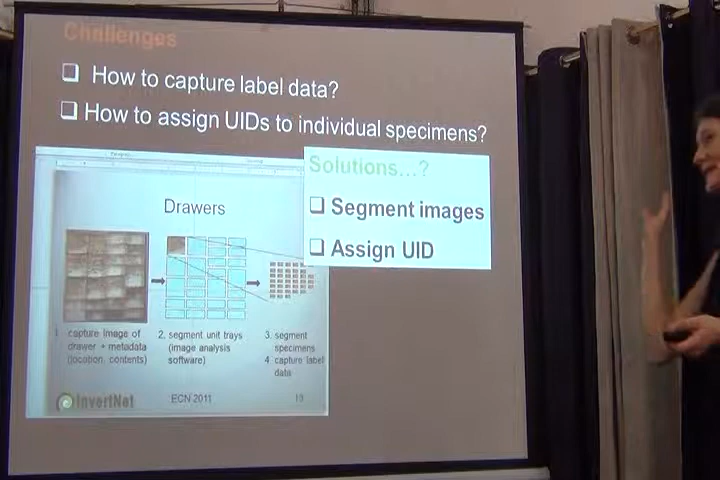 Challenges
❑ How to capture label data?
❑ How to assign UIDs to individual specimens?
Solutions...?
❑ Segment images
❑ Assign UID
Drawers
1. capture image of
drawer + metadata
(location, contents)
2. segment unit trays
(image analysis
software)
3. segment
specimens
4. capture label
data
InvertNet
ECN 2011
13